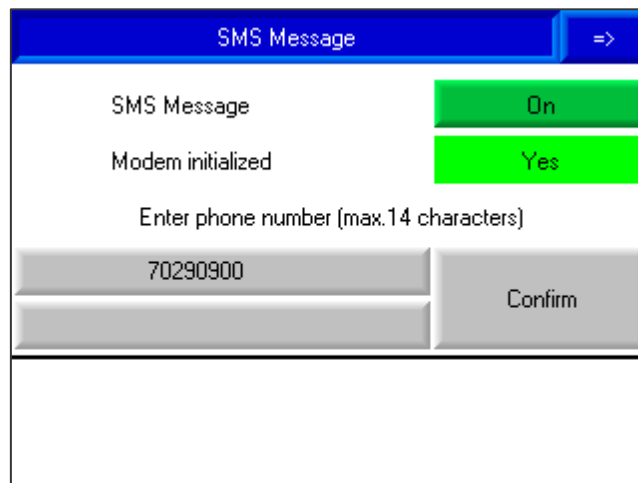 SMS Message =>
SMS Message On
Modem initialized Yes
Enter phone number (max.14 characters)
70290900
Confirm